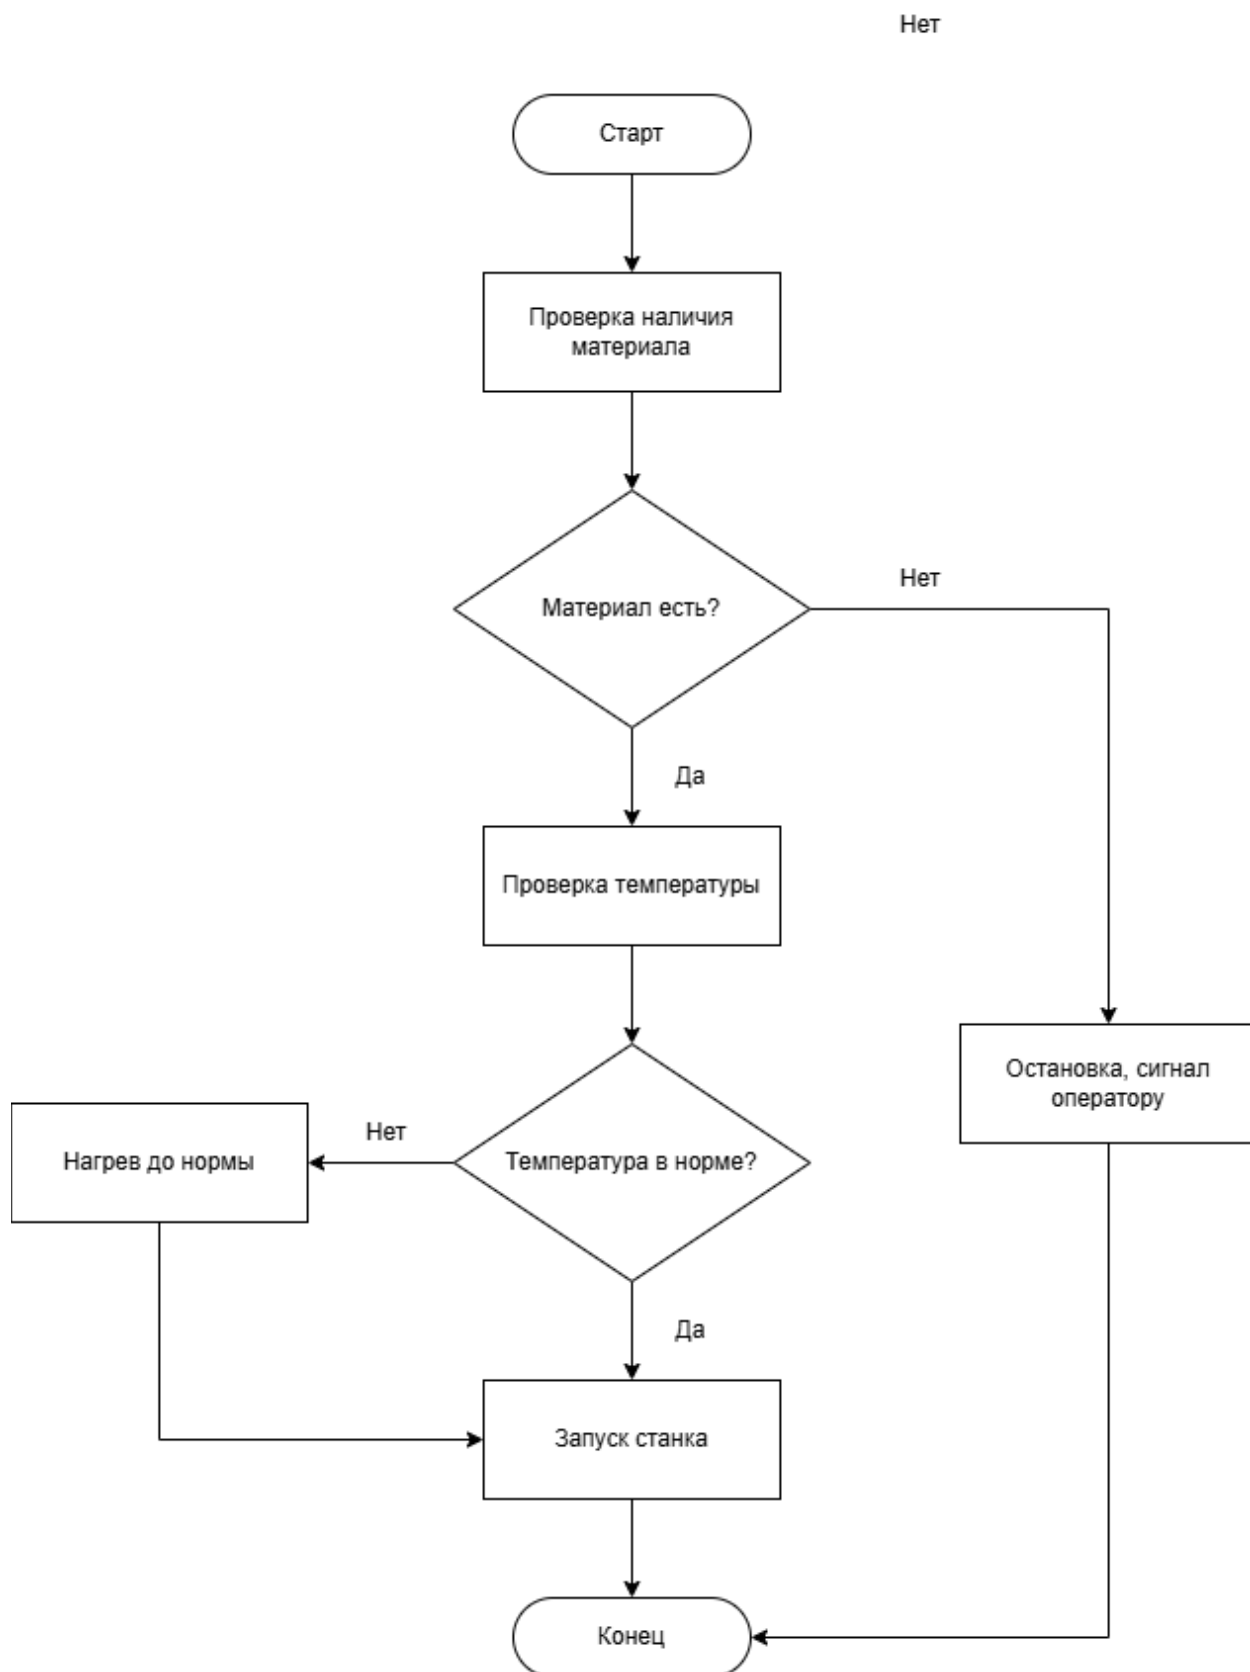 Нет
Старт
Проверка наличия
материала
Материал есть?
Нет
Да
Проверка температуры
Остановка, сигнал
оператору
Нет
Нагрев до нормы
Температура в норме?
Да
Запуск станка
Конец